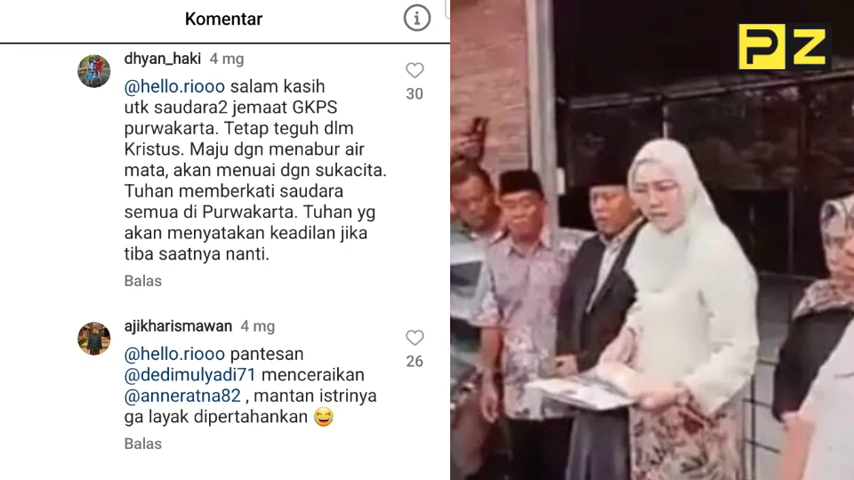 Komentar
dhyan_haki 4 mg
@hello.riooo salam kasih
utk saudara2 jemaat GKPS
purwakarta. Tetap teguh dlm
Kristus. Maju dgn menabur air
mata, akan menuai dgn sukacita.
Tuhan memberkati saudara
semua di Purwakarta. Tuhan yg
akan menyatakan keadilan jika
tiba saatnya nanti.
30
Balas
ajikharismawan 4 mg
@hello.riooo pantesan
@dedimulyadi71 menceraikan
@anneratna82 , mantan istrinya
ga layak dipertahankan 😂
26
Balas
PZ